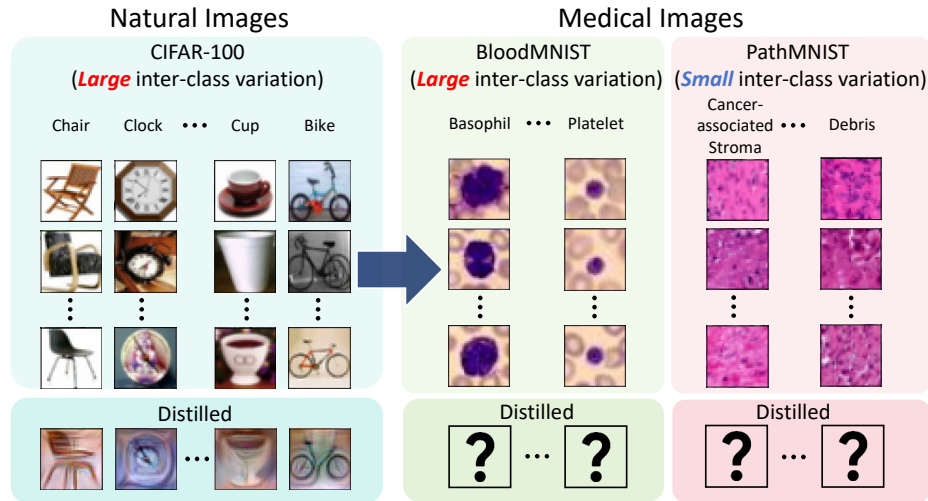 Natural Images
Medical Images
CIFAR-100
(Large inter-class variation)
Chair Clock ••• Cup Bike
BloodMNIST
(Large inter-class variation)
Basophil ••• Platelet
PathMNIST
(Small inter-class variation)
Cancer-
associated
Stroma
••• Debris
Distilled
•••
Distilled
? ••• ?
Distilled
? ••• ?